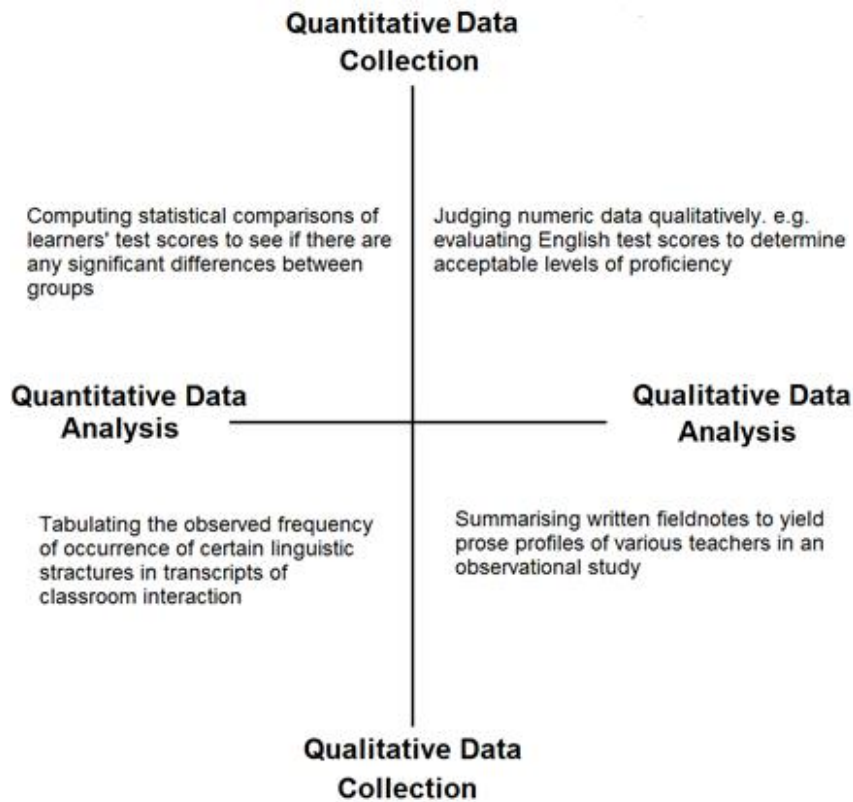 Quantitative Data
Collection
Computing statistical comparisons of
learners' test scores to see if there are
any significant differences between
groups
Judging numeric data qualitatively. e.g.
evaluating English test scores to determine
acceptable levels of proficiency
Quantitative Data
Analysis
Qualitative Data
Analysis
Tabulating the observed frequency
of occurrence of certain linguistic
stractures in transcripts of
classroom interaction
Summarising written fieldnotes to yield
prose profiles of various teachers in an
observational study
Qualitative Data
Collection